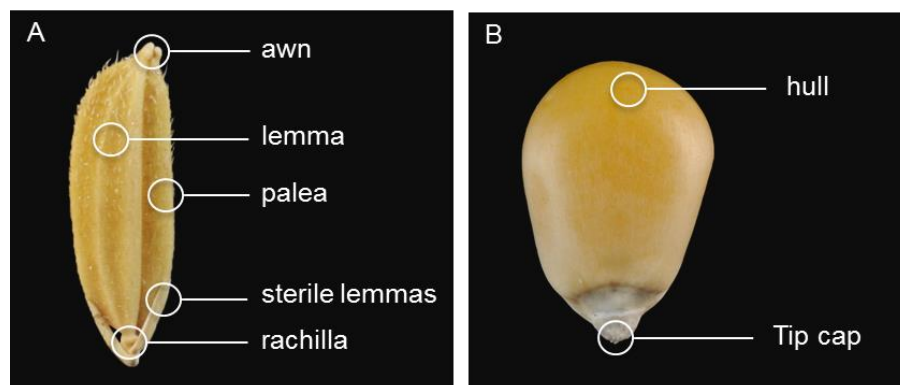 A
awn
lemma
palea
sterile lemmas
rachilla
B
hull
Tip cap